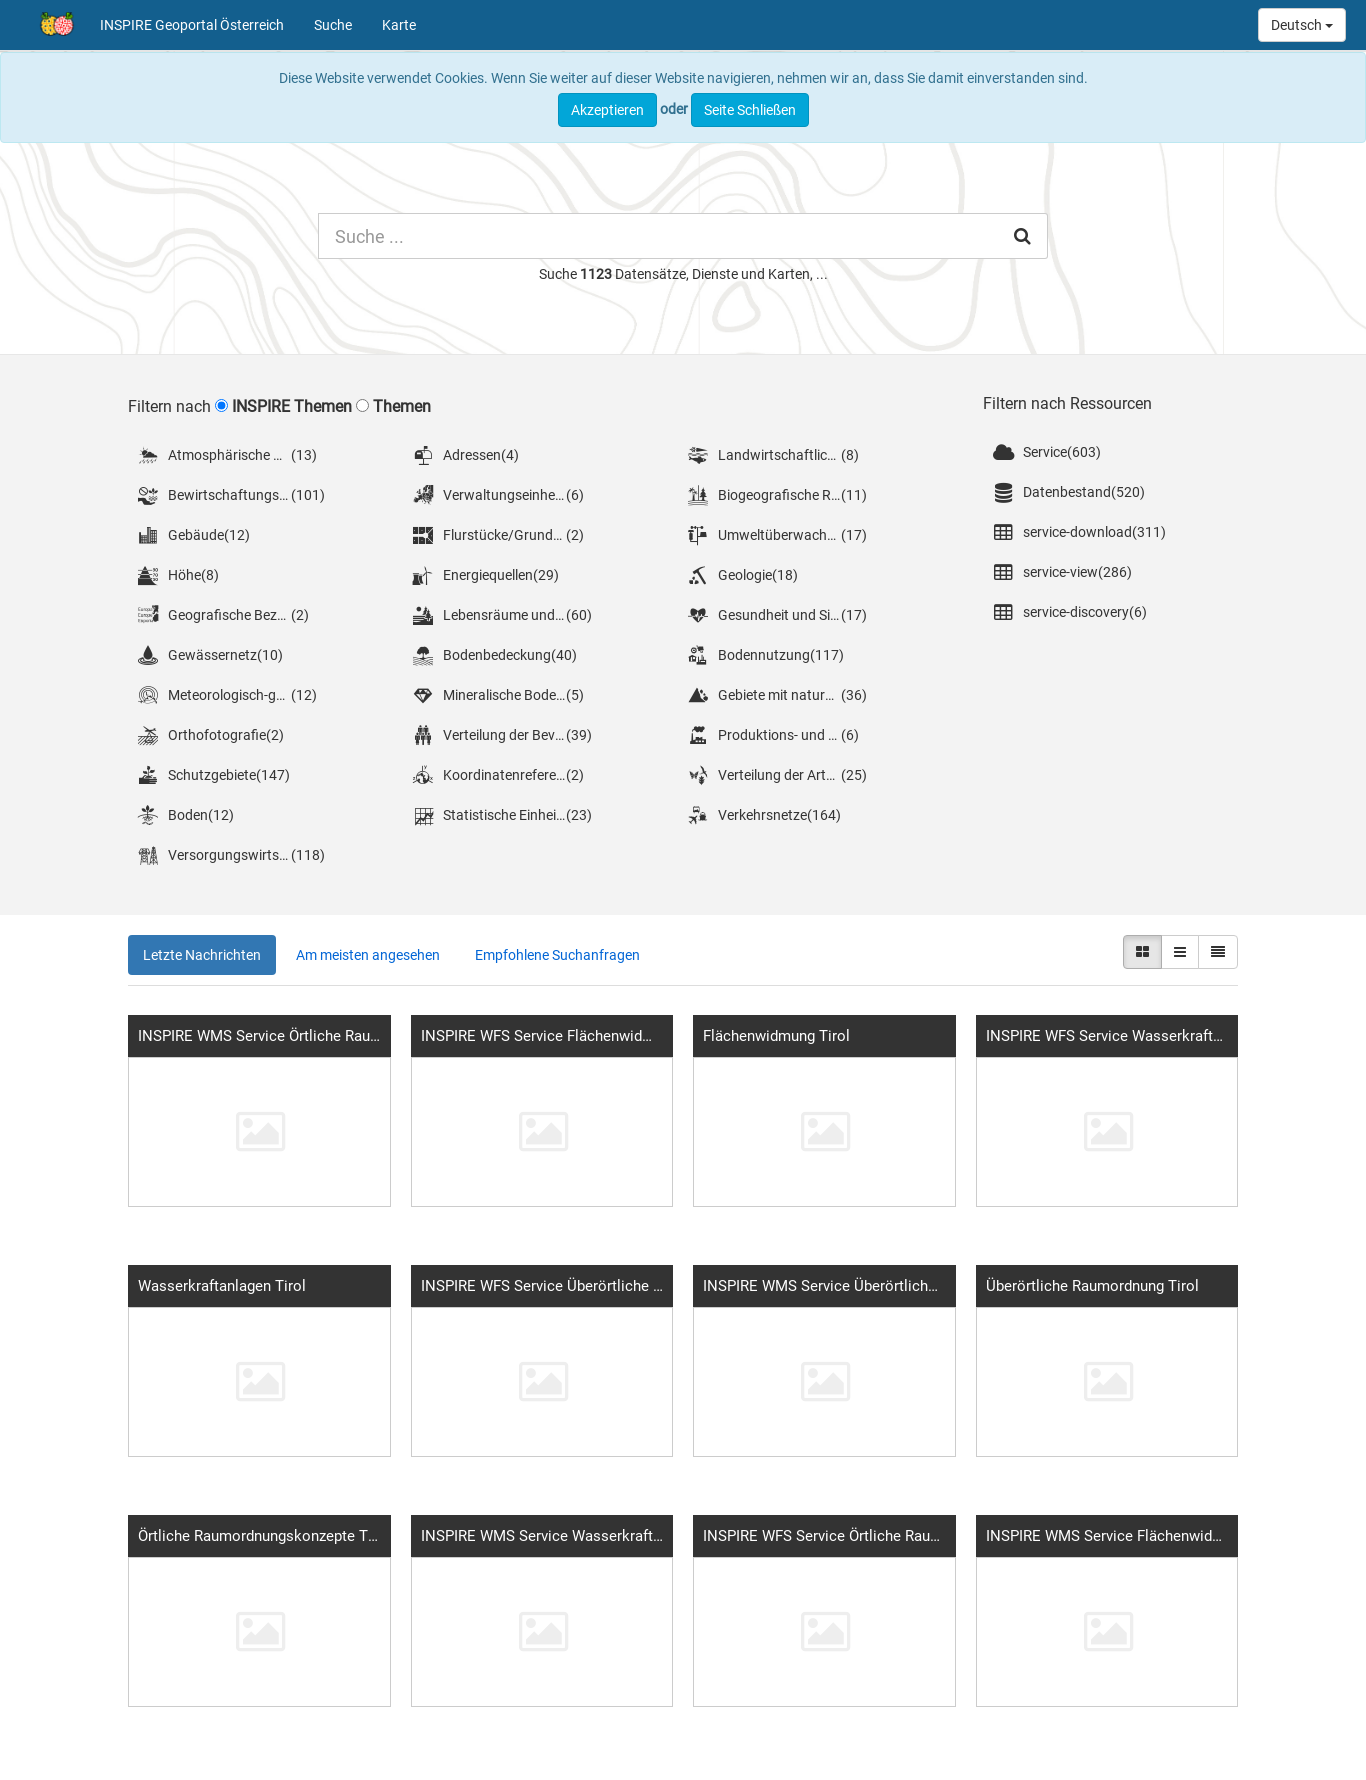 INSPIRE Geoportal Österreich Suche Karte Deutsch
Diese Website verwendet Cookies. Wenn Sie weiter auf dieser Website navigieren, nehmen wir an, dass Sie damit einverstanden sind.
Akzeptieren oder Seite Schließen
Suche ...
Suche 1123 Datensätze, Dienste und Karten, ...
Filtern nach INSPIRE Themen Themen
Atmosphärische ... (13)
Adressen(4)
Landwirtschaftlic... (8)
Bewirtschaftungs... (101)
Verwaltungseinhe... (6)
Biogeografische R... (11)
Gebäude(12)
Flurstücke/Grund... (2)
Umweltüberwach... (17)
Höhe(8)
Energiequellen(29)
Geologie(18)
Geografische Bez... (2)
Lebensräume und... (60)
Gesundheit und Si... (17)
Gewässernetz(10)
Bodenbedeckung(40)
Bodennutzung(117)
Meteorologisch-g... (12)
Mineralische Bode... (5)
Gebiete mit natur... (36)
Orthofotografie(2)
Verteilung der Bev... (39)
Produktions- und ... (6)
Schutzgebiete(147)
Koordinatenrefere... (2)
Verteilung der Art... (25)
Boden(12)
Statistische Einhei... (23)
Verkehrsnetze(164)
Versorgungswirts... (118)
Filtern nach Ressourcen
Service(603)
Datenbestand(520)
service-download(311)
service-view(286)
service-discovery(6)
Letzte Nachrichten Am meisten angesehen Empfohlene Suchanfragen
INSPIRE WMS Service Örtliche Rau...
INSPIRE WFS Service Flächenwid...
Flächenwidmung Tirol
INSPIRE WFS Service Wasserkraft...
Wasserkraftanlagen Tirol
INSPIRE WFS Service Überörtliche ...
INSPIRE WMS Service Überörtlich...
Überörtliche Raumordnung Tirol
Örtliche Raumordnungskonzepte T...
INSPIRE WMS Service Wasserkraft...
INSPIRE WFS Service Örtliche Rau...
INSPIRE WMS Service Flächenwid...